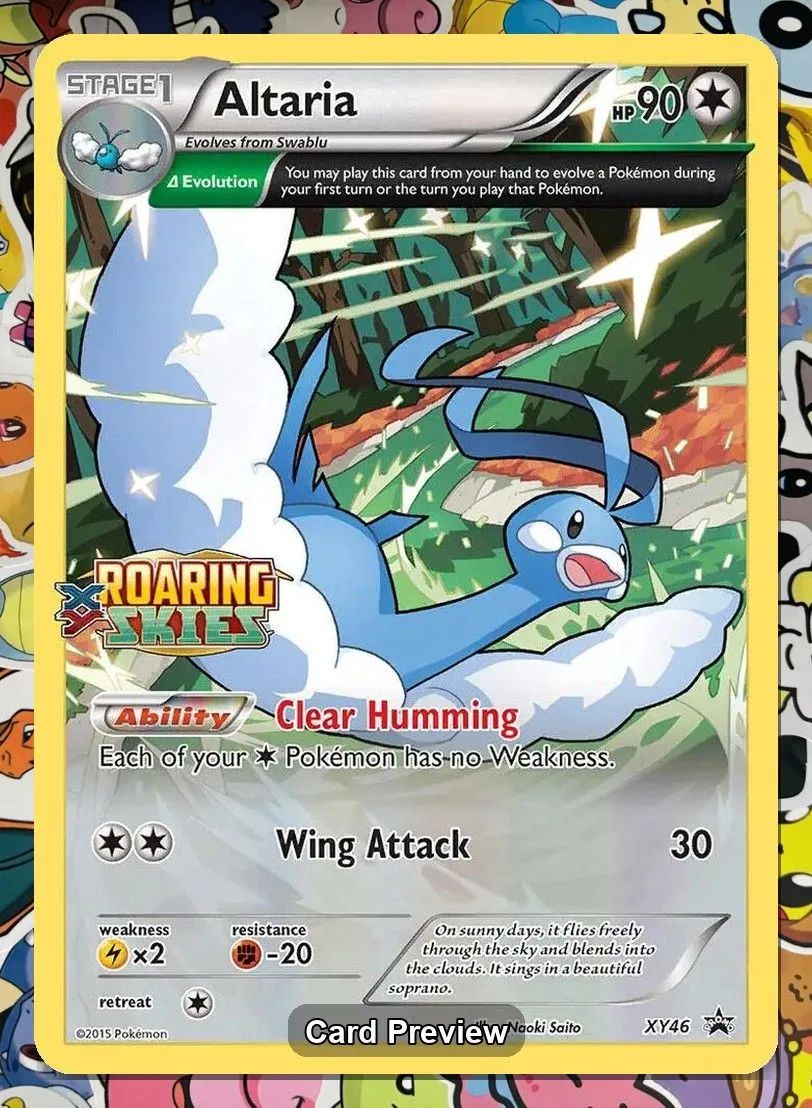 STAGE1
Altaria
HP 90
Evolves from Swablu
Δ Evolution
You may play this card from your hand to evolve a Pokémon during
your first turn or the turn you play that Pokémon.
XY
ROARING
SKIES
Ability
Clear Humming
Each of your Pokémon has no Weakness.
Wing Attack
30
weakness
×2
resistance
-20
retreat
On sunny days, it flies freely
through the sky and blends into
the clouds. It sings in a beautiful
soprano.
©2015 Pokémon
Card Preview
Naoki Saito
XY46